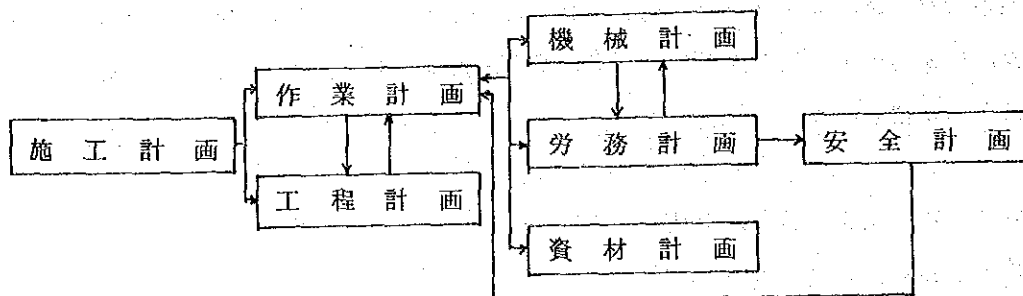 施工計画
作業計画
工程計画
機械計画
労務計画
資材計画
安全計画